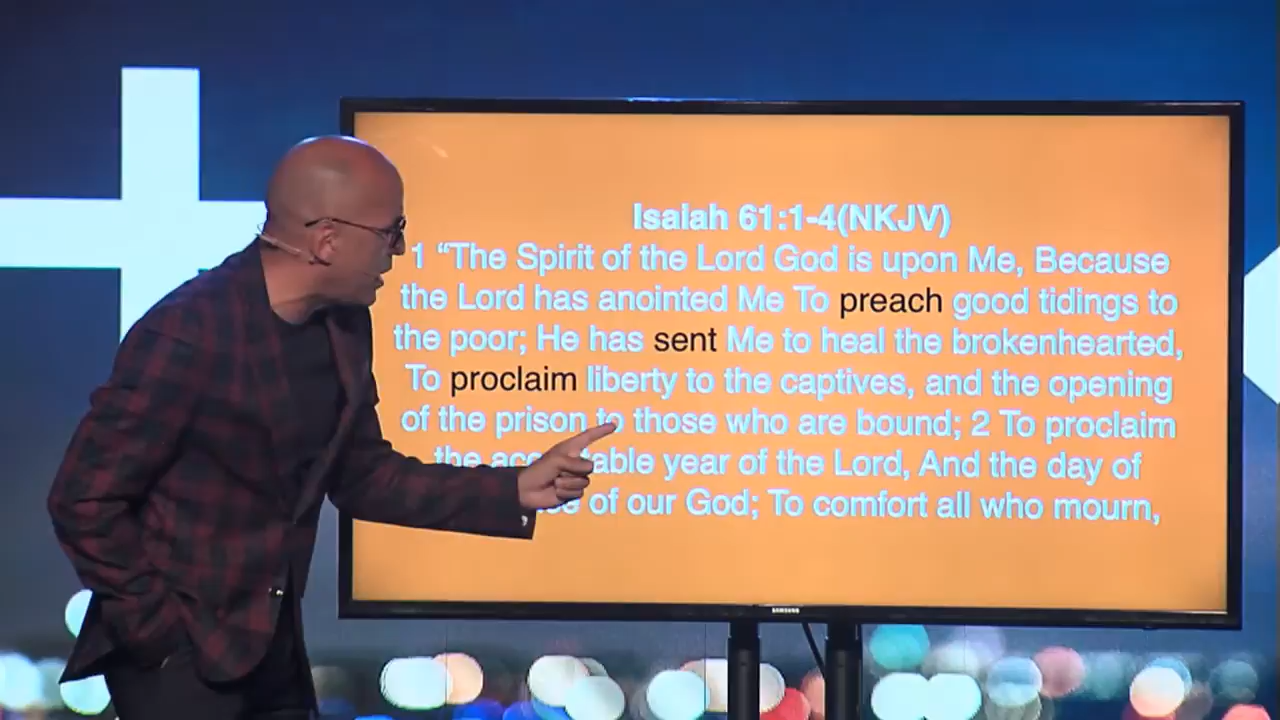 Isaiah 61:1-4(NKJV)
1 “The Spirit of the Lord God is upon Me, Because
the Lord has anointed Me To preach good tidings to
the poor; He has sent Me to heal the brokenhearted,
To proclaim liberty to the captives, and the opening
of the prison to those who are bound; 2 To proclaim
the year of the Lord, And the day of
of our God; To comfort all who mourn,
SAMSUNG